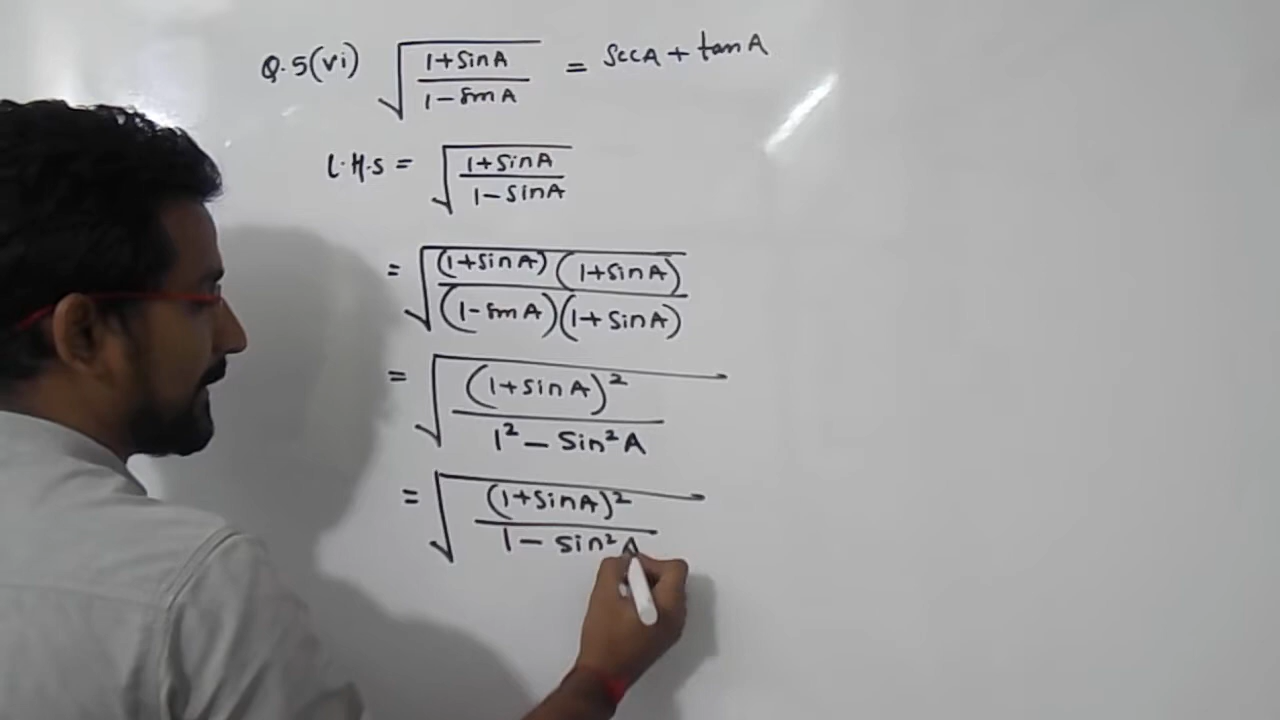 Q.5(vi) √((1+sinA)/(1-sinA)) = SecA + tanA
L.H.S = √((1+sinA)/(1-sinA))
= √((1+sinA)(1+sinA)/(1-sinA)(1+sinA))
= √((1+sinA)²/(1²-sin²A))
= √((1+sinA)²/(1-sin²A))